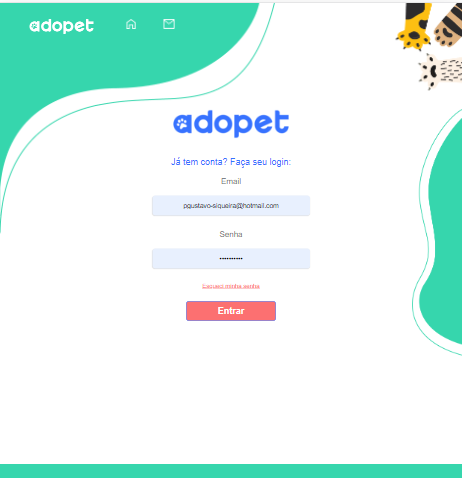 adopet
adopet
Já tem conta? Faça seu login:
Email
pgustavo-siqueira@hotmail.com
Senha
••••••••••
Esqueci minha senha
Entrar